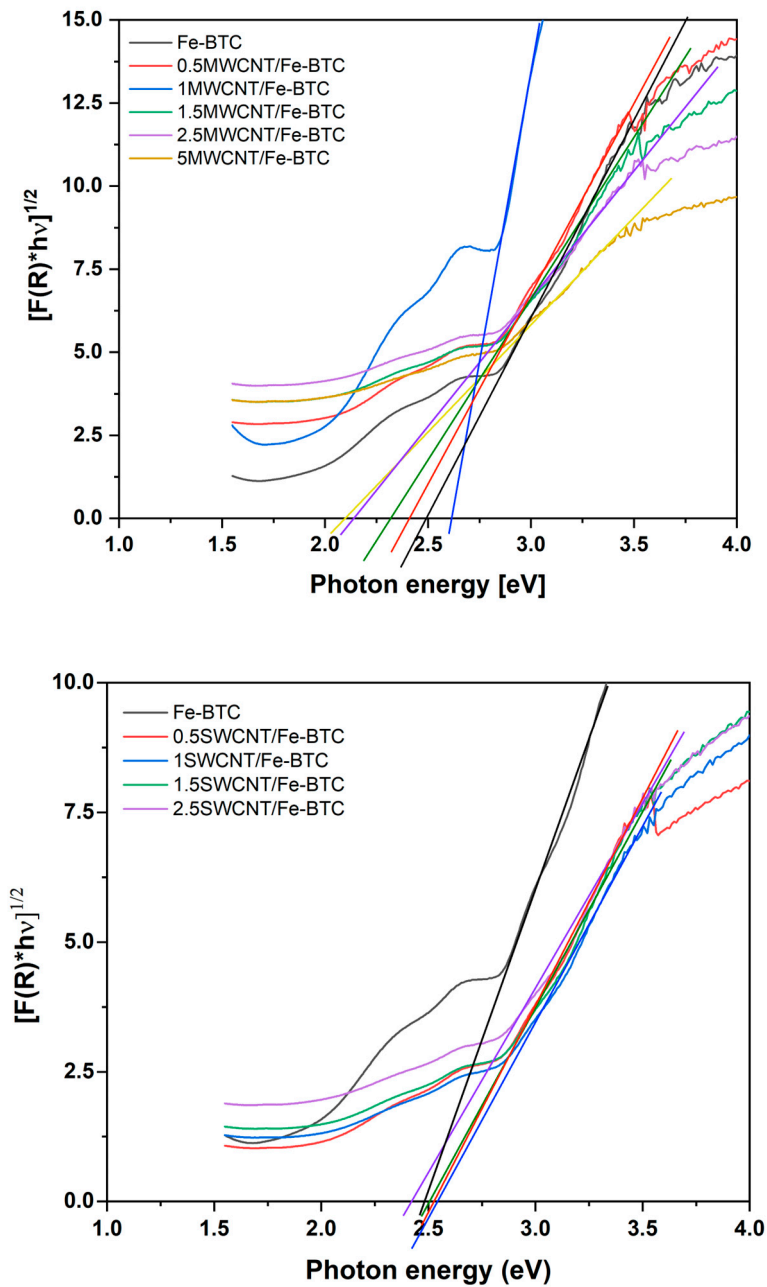 15.0
12.5
10.0
7.5
5.0
2.5
0.0
[F(R)*hν]1/2
Fe-BTC
0.5MWCNT/Fe-BTC
1MWCNT/Fe-BTC
1.5MWCNT/Fe-BTC
2.5MWCNT/Fe-BTC
5MWCNT/Fe-BTC
1.0 1.5 2.0 2.5 3.0 3.5 4.0
Photon energy [eV]
10.0
7.5
5.0
2.5
0.0
[F(R)*hν]1/2
Fe-BTC
0.5SWCNT/Fe-BTC
1SWCNT/Fe-BTC
1.5SWCNT/Fe-BTC
2.5SWCNT/Fe-BTC
1.0 1.5 2.0 2.5 3.0 3.5 4.0
Photon energy (eV)